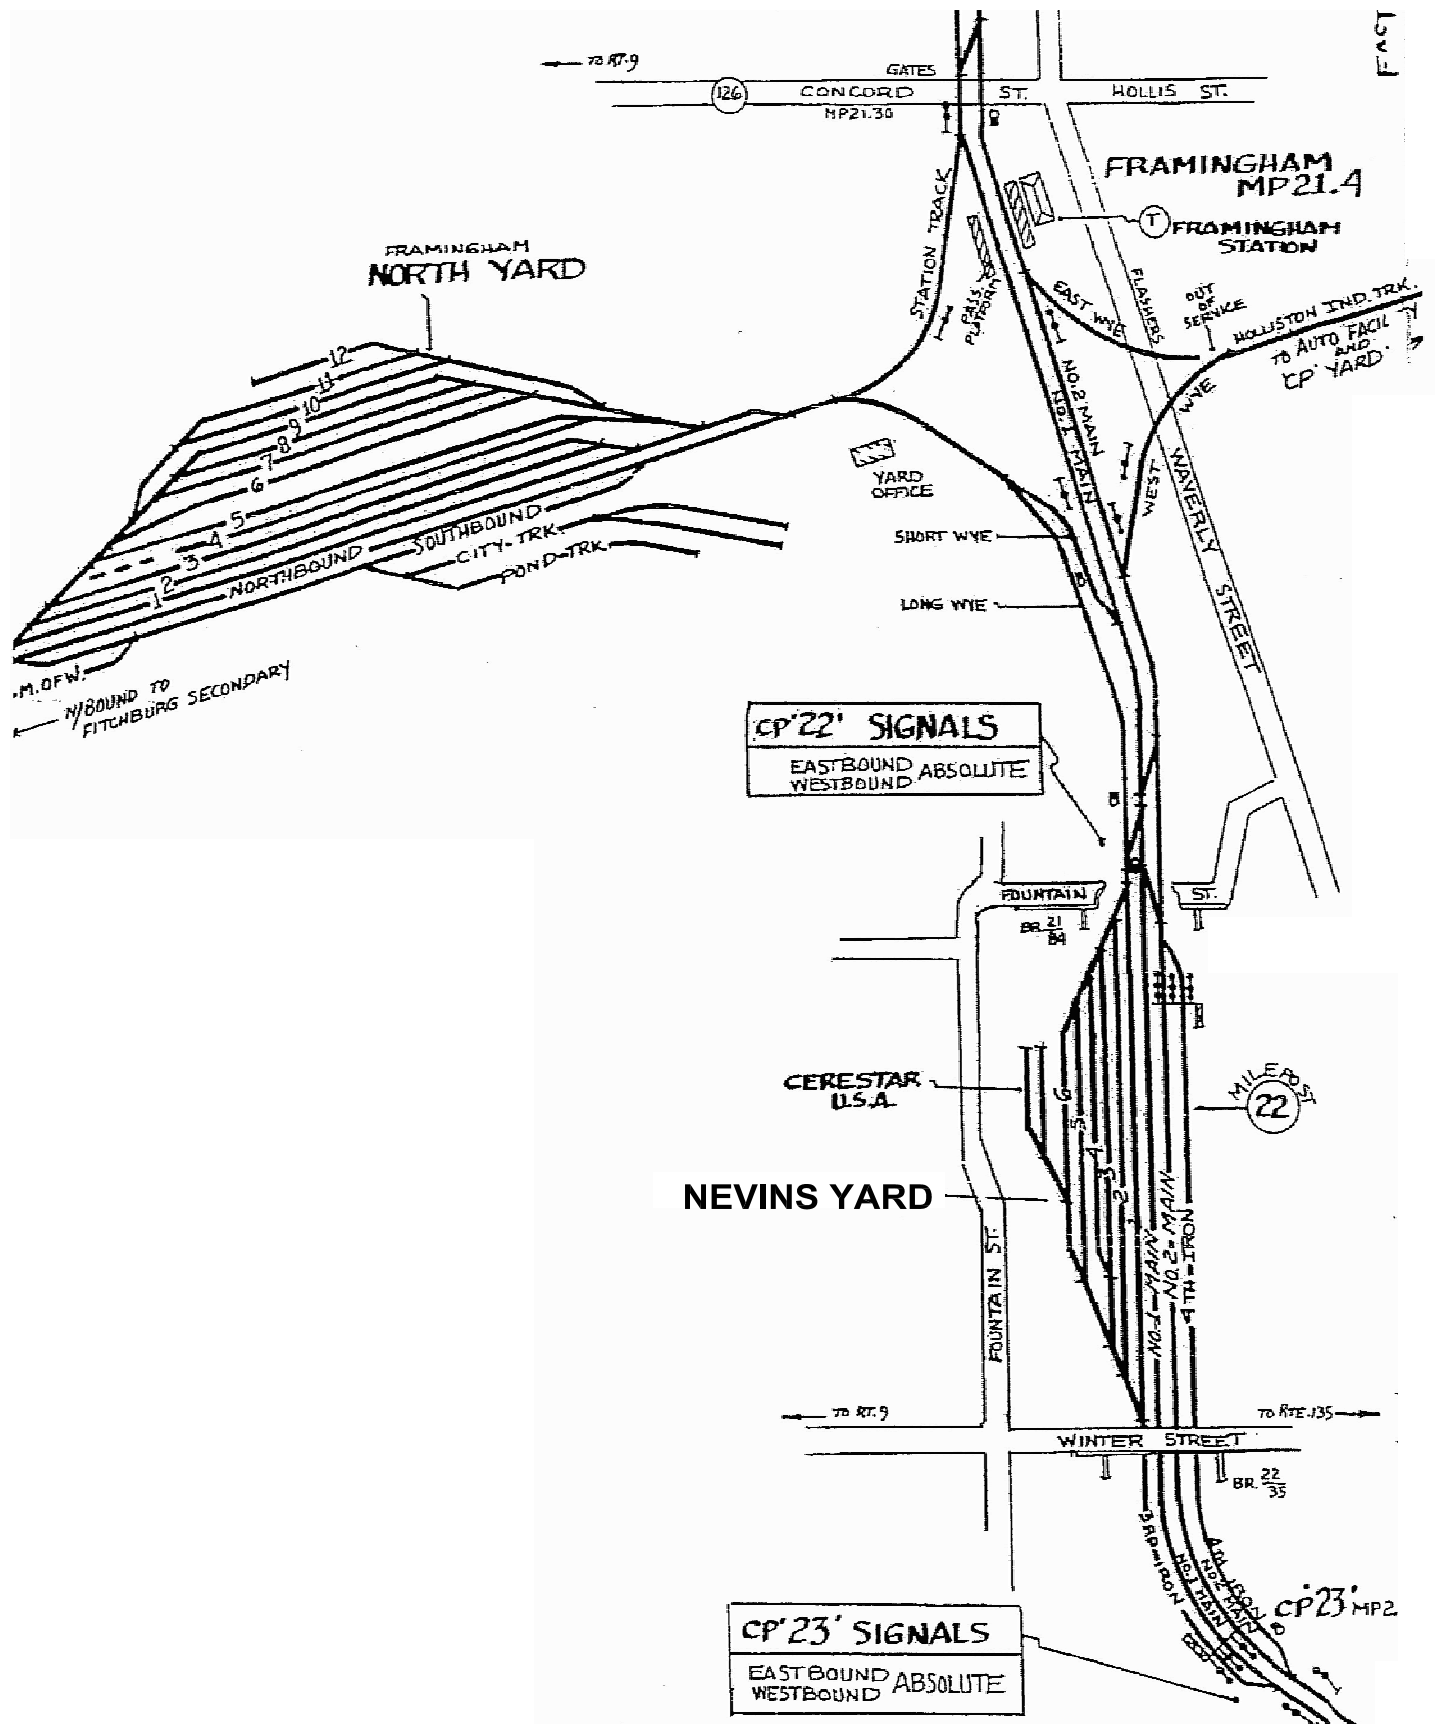 EAST
TO RT.9
GATES
126
CONCORD ST.
HOLLIS ST.
MP21.30
FRAMINGHAM
MP21.4
T
FRAMINGHAM
STATION
STATION TRACK
PASS.
PLATFORM
FRAMINGHAM
NORTH YARD
EAST WYE
FLASHERS
OUT
OF
SERVICE
HOLLISTON IND. TRK.
TO AUTO FACILITY
AND
'CP' YARD
NO.2 MAIN
NO.1 MAIN
WEST WYE
WAVERLY STREET
12
11
10
9
8
7
6
5
4
3
2
1
YARD
OFFICE
SHORT WYE
LONG WYE
NORTHBOUND
SOUTHBOUND
CITY-TRK.
POND-TRK.
M.OFW.
N/BOUND TO
FITCHBURG SECONDARY
CP'22' SIGNALS
EASTBOUND
WESTBOUND
ABSOLUTE
FOUNTAIN ST.
BR. 21
84
CERESTAR
U.S.A.
MILEPOST
22
6
5
4
3
2
1
NEVINS YARD
NO.1 MAIN
NO.2 MAIN
4TH-IRON
FOUNTAIN ST.
TO RT.9
TO RTE.135
WINTER STREET
BR. 22
35
3RD-IRON
NO.1 MAIN
NO.2 MAIN
4TH IRON
CP'23' MP2
CP'23' SIGNALS
EASTBOUND
WESTBOUND
ABSOLUTE